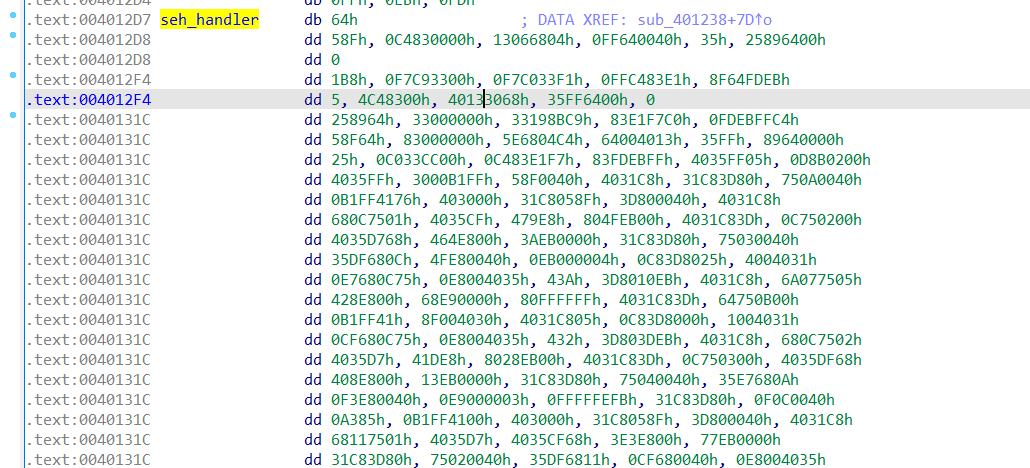 .text:004012D4 db 0FFh, 0EBh, 0FDh
.text:004012D7 seh_handler db 64h ; DATA XREF: sub_401238+7D↑o
.text:004012D8 dd 58Fh, 0C4830000h, 13066804h, 0FF640040h, 35h, 25896400h
.text:004012D8 dd 0
.text:004012F4 dd 1B8h, 0F7C93300h, 0F7C033F1h, 0FFC483E1h, 8F64FDEBh
.text:004012F4 dd 5, 4C48300h, 40133068h, 35FF6400h, 0
.text:0040131C dd 258964h, 33000000h, 33198BC9h, 83E1F7C0h, 0FDEBFFC4h
.text:0040131C dd 58F64h, 83000000h, 5E6804C4h, 64004013h, 35FFh, 89640000h
.text:0040131C dd 25h, 0C033CC00h, 0C483E1F7h, 83FDEBFFh, 4035FF05h, 0D8B0200h
.text:0040131C dd 4035FFh, 3000B1FFh, 58F0040h, 4031C8h, 31C83D80h, 750A0040h
.text:0040131C dd 0B1FF4176h, 403000h, 31C8058Fh, 3D800040h, 4031C8h
.text:0040131C dd 680C7501h, 4035CFh, 479E8h, 804FEB00h, 4031C83Dh, 0C750200h
.text:0040131C dd 4035D768h, 464E800h, 3AEB0000h, 31C83D80h, 75030040h
.text:0040131C dd 35DF680Ch, 4FE80040h, 0EB000004h, 0C83D8025h, 4004031h
.text:0040131C dd 0E7680C75h, 0E8004035h, 43Ah, 3D8010EBh, 4031C8h, 6A077505h
.text:0040131C dd 428E800h, 68E90000h, 80FFFFFFh, 4031C83Dh, 64750B00h
.text:0040131C dd 0B1FF41h, 8F004030h, 4031C805h, 0C83D8000h, 1004031h
.text:0040131C dd 0CF680C75h, 0E8004035h, 432h, 3D803DEBh, 4031C8h, 680C7502h
.text:0040131C dd 4035D7h, 41DE8h, 8028EB00h, 4031C83Dh, 0C750300h, 4035DF68h
.text:0040131C dd 408E800h, 13EB0000h, 31C83D80h, 75040040h, 35E7680Ah
.text:0040131C dd 0F3E80040h, 0E9000003h, 0FFFFFEFBh, 31C83D80h, 0F0C0040h
.text:0040131C dd 0A385h, 0B1FF4100h, 403000h, 31C8058Fh, 3D800040h, 4031C8h
.text:0040131C dd 68117501h, 4035D7h, 4035CF68h, 3E3E800h, 77EB0000h
.text:0040131C dd 31C83D80h, 75020040h, 35DF6811h, 0CF680040h, 0E8004035h